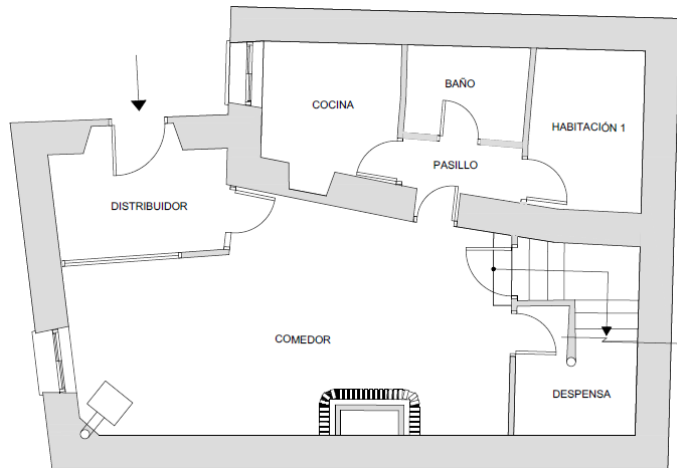 BAÑO
COCINA
HABITACIÓN 1
PASILLO
DISTRIBUIDOR
COMEDOR
DESPENSA